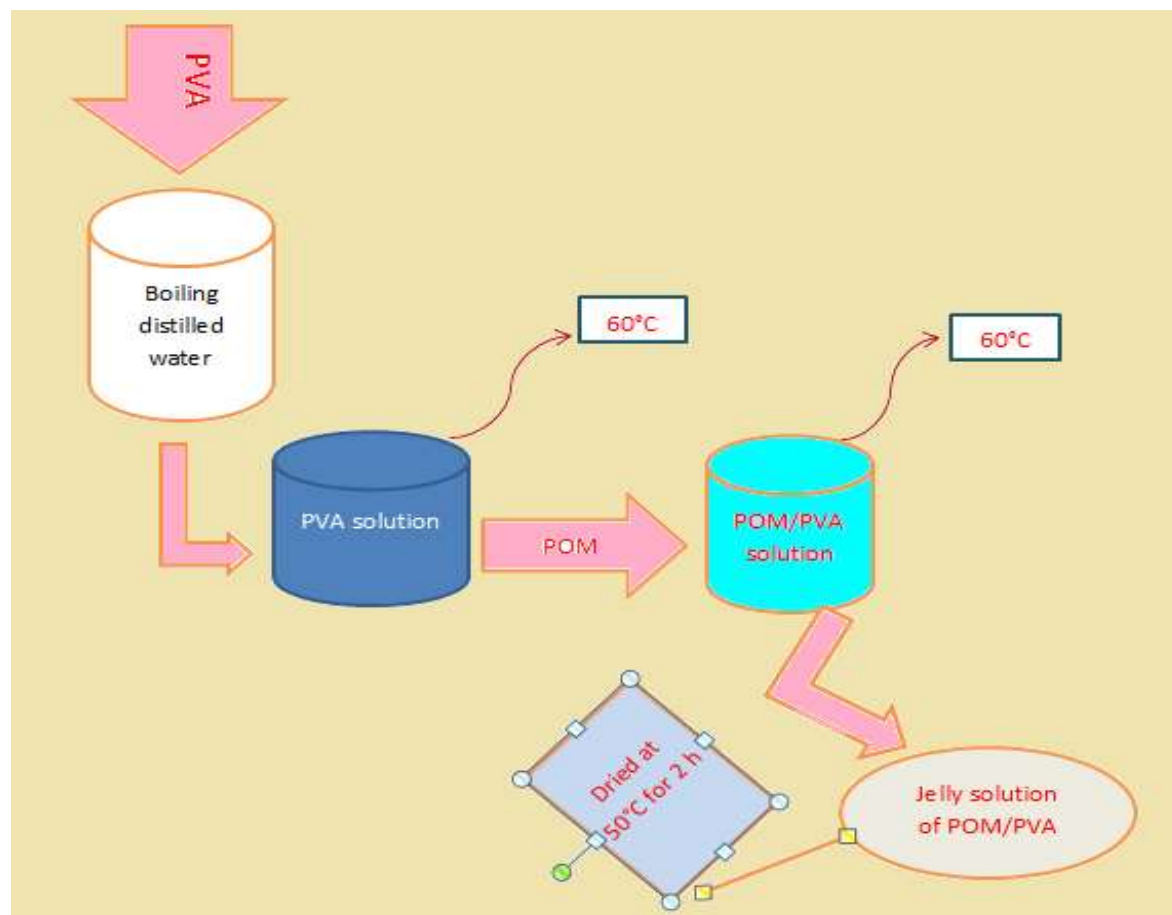 PVA
Boiling
distilled
water
60°C
60°C
PVA solution
POM
POM/PVA
solution
Dried at
50°C for 2 h
Jelly solution
of POM/PVA